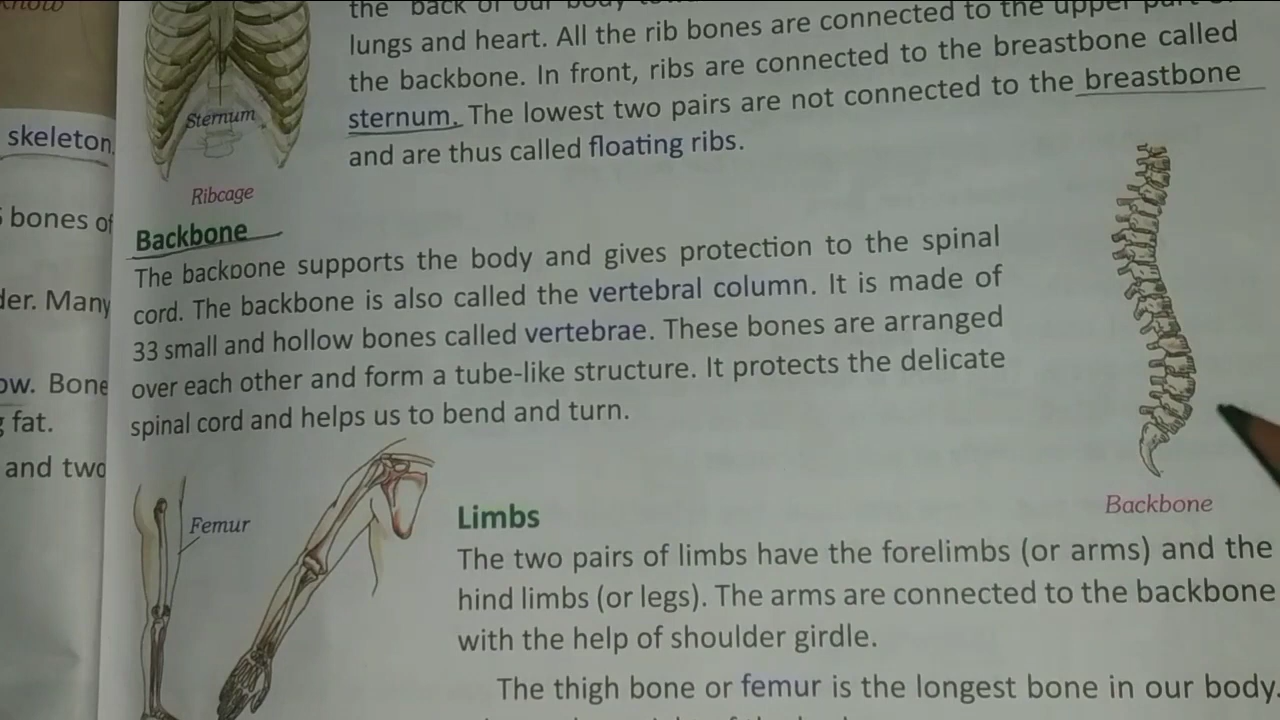 know
skeleton.
bones of
der. Many
ow. Bone
fat.
and two
the back of our body
lungs and heart. All the rib bones are connected to the upper part
the backbone. In front, ribs are connected to the breastbone called
sternum. The lowest two pairs are not connected to the breastbone
and are thus called floating ribs.
Sternum
Ribcage
Backbone
The backbone supports the body and gives protection to the spinal
cord. The backbone is also called the vertebral column. It is made of
33 small and hollow bones called vertebrae. These bones are arranged
over each other and form a tube-like structure. It protects the delicate
spinal cord and helps us to bend and turn.
Backbone
Femur
Limbs
The two pairs of limbs have the forelimbs (or arms) and the
hind limbs (or legs). The arms are connected to the backbone
with the help of shoulder girdle.
The thigh bone or femur is the longest bone in our body.